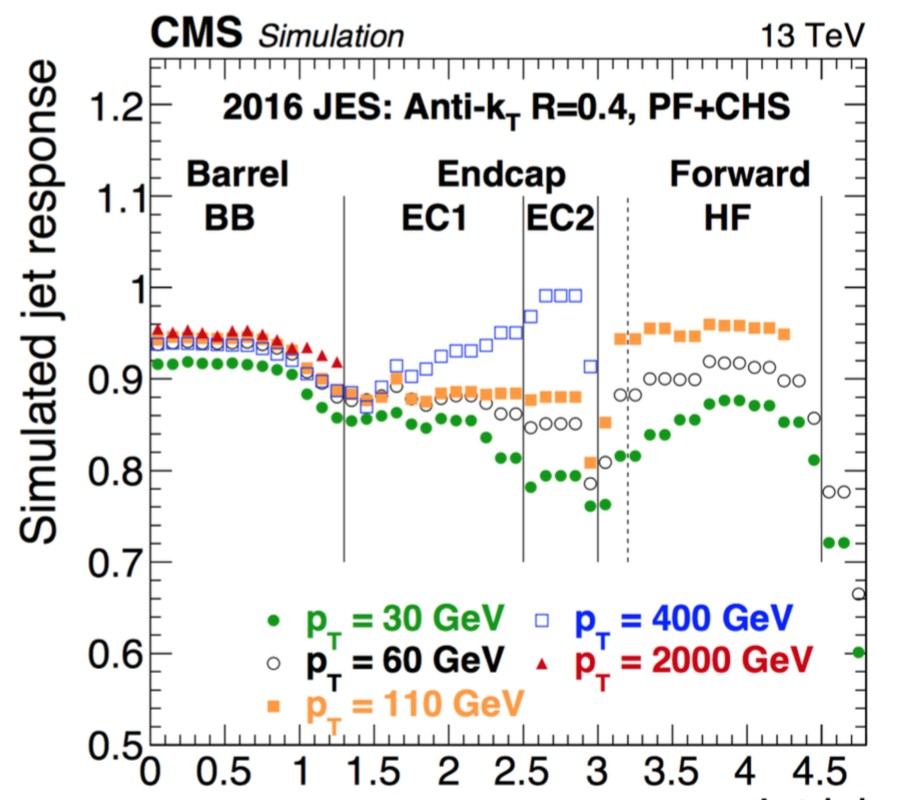 CMS Simulation 13 TeV
2016 JES: Anti-kT R=0.4, PF+CHS
Barrel Endcap Forward
BB EC1 EC2 HF
Simulated jet response
1.2
1.1
1
0.9
0.8
0.7
0.6
0.5
pT = 30 GeV pT = 400 GeV
pT = 60 GeV pT = 2000 GeV
pT = 110 GeV
0 0.5 1 1.5 2 2.5 3 3.5 4 4.5